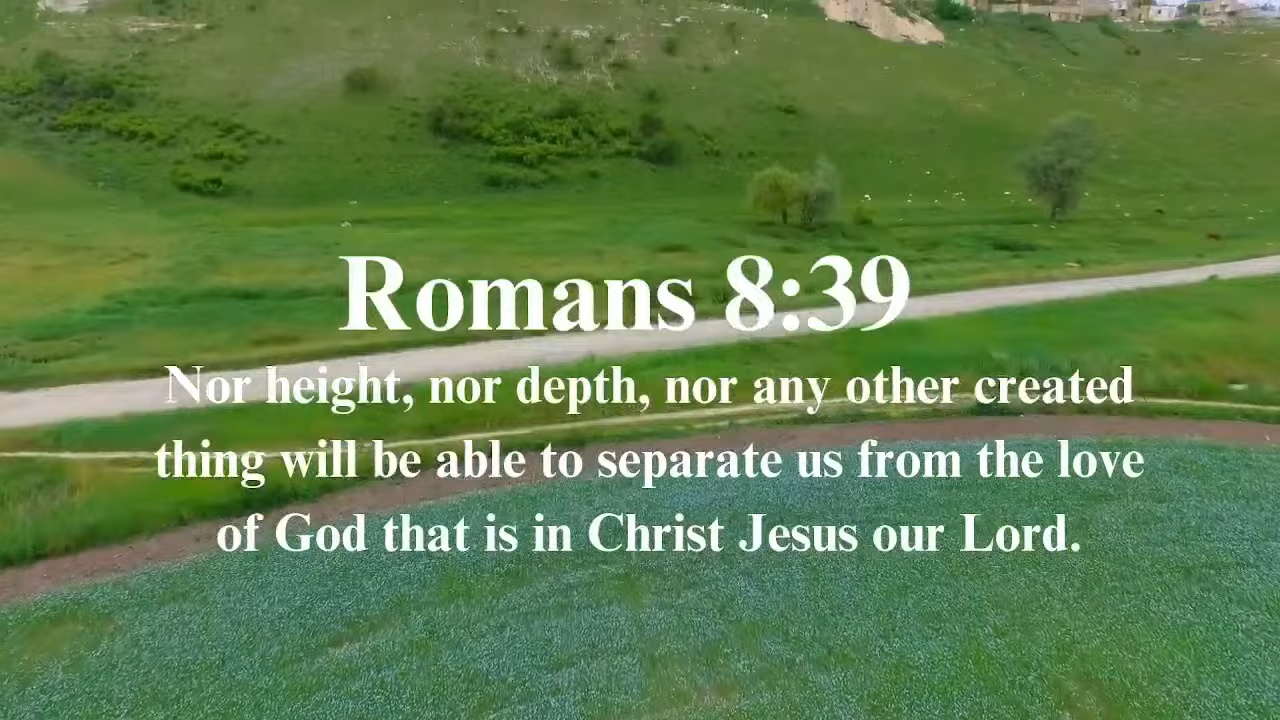 Romans 8:39
Nor height, nor depth, nor any other created
thing will be able to separate us from the love
of God that is in Christ Jesus our Lord.